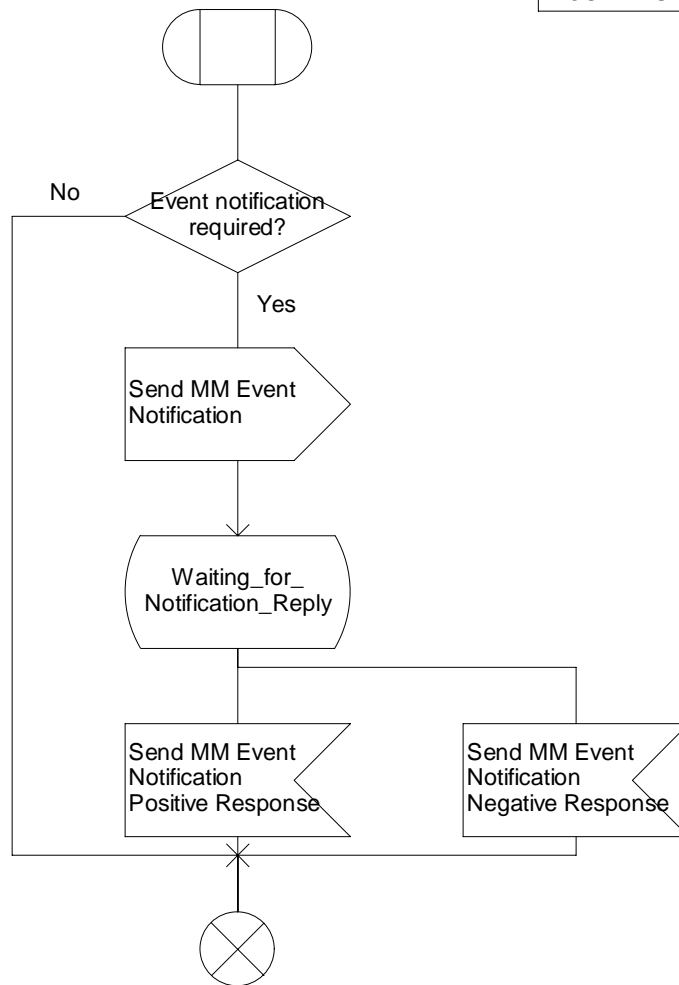 No
Event notification
required?
Yes
Send MM Event
Notification
Waiting_for_
Notification_Reply
Send MM Event
Notification
Positive Response
Send MM Event
Notification
Negative Response